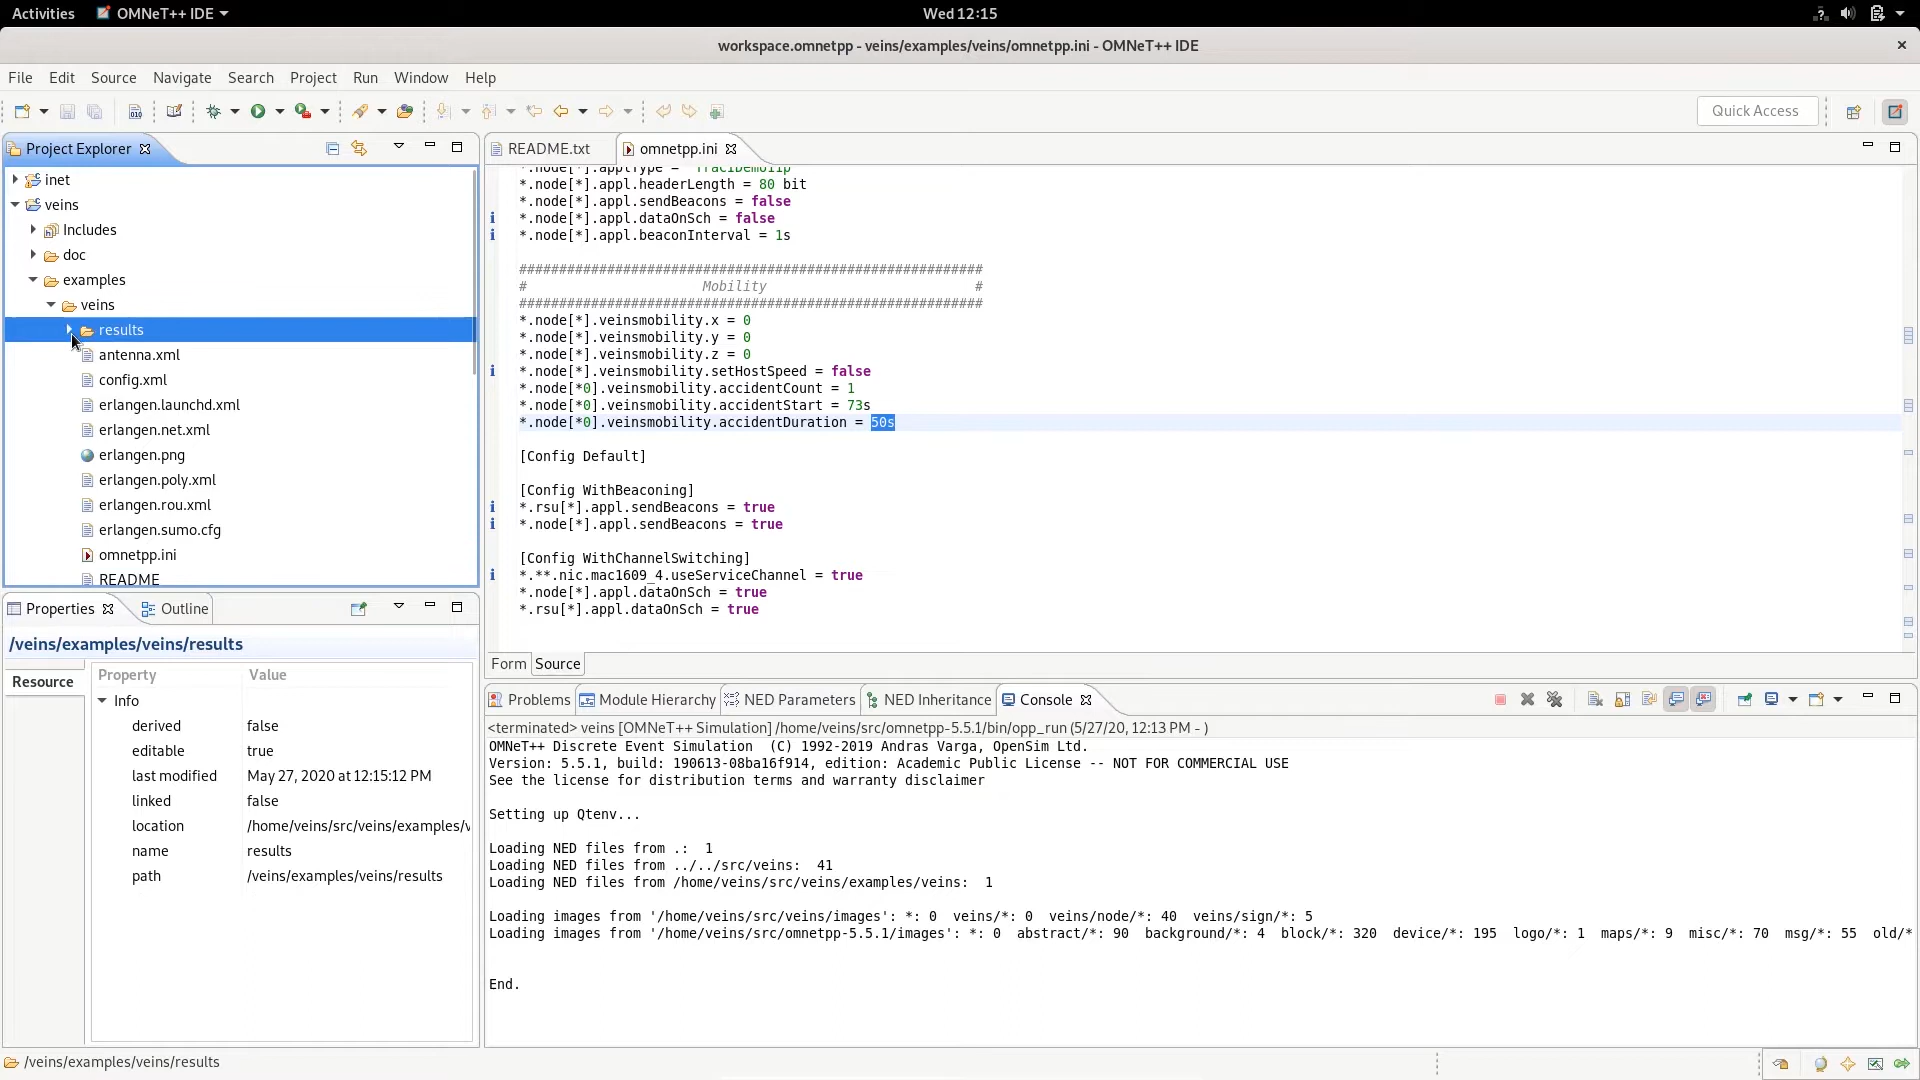 Activities OMNeT++ IDE Wed 12:15
workspace.omnetpp - veins/examples/veins/omnetpp.ini - OMNeT++ IDE
File Edit Source Navigate Search Project Run Window Help
Quick Access
Project Explorer
inet
veins
Includes
doc
examples
veins
results
antenna.xml
config.xml
erlangen.launchd.xml
erlangen.net.xml
erlangen.png
erlangen.poly.xml
erlangen.rou.xml
erlangen.sumo.cfg
omnetpp.ini
README
README.txt omnetpp.ini
*.node[*].applType = "TraCIDemo11p"
*.node[*].appl.headerLength = 80 bit
*.node[*].appl.sendBeacons = false
*.node[*].appl.dataOnSch = false
*.node[*].appl.beaconInterval = 1s
##########################################################
# Mobility #
##########################################################
*.node[*].veinsmobility.x = 0
*.node[*].veinsmobility.y = 0
*.node[*].veinsmobility.z = 0
*.node[*].veinsmobility.setHostSpeed = false
*.node[*0].veinsmobility.accidentCount = 1
*.node[*0].veinsmobility.accidentStart = 73s
*.node[*0].veinsmobility.accidentDuration = 50s
[Config Default]
[Config WithBeaconing]
*.rsu[*].appl.sendBeacons = true
*.node[*].appl.sendBeacons = true
[Config WithChannelSwitching]
*.**.nic.mac1609_4.useServiceChannel = true
*.node[*].appl.dataOnSch = true
*.rsu[*].appl.dataOnSch = true
Form Source
Properties Outline
/veins/examples/veins/results
Resource
Property Value
Info
derived false
editable true
last modified May 27, 2020 at 12:15:12 PM
linked false
location /home/veins/src/veins/examples/v
name results
path /veins/examples/veins/results
Problems Module Hierarchy NED Parameters NED Inheritance Console
<terminated> veins [OMNeT++ Simulation] /home/veins/src/omnetpp-5.5.1/bin/opp_run (5/27/20, 12:13 PM - )
OMNeT++ Discrete Event Simulation (C) 1992-2019 Andras Varga, OpenSim Ltd.
Version: 5.5.1, build: 190613-08ba16f914, edition: Academic Public License -- NOT FOR COMMERCIAL USE
See the license for distribution terms and warranty disclaimer
Setting up Qtenv...
Loading NED files from .: 1
Loading NED files from ../../src/veins: 41
Loading NED files from /home/veins/src/veins/examples/veins: 1
Loading images from '/home/veins/src/veins/images': *: 0 veins/*: 0 veins/node/*: 40 veins/sign/*: 5
Loading images from '/home/veins/src/omnetpp-5.5.1/images': *: 0 abstract/*: 90 background/*: 4 block/*: 320 device/*: 195 logo/*: 1 maps/*: 9 misc/*: 70 msg/*: 55 old/*
End.
/veins/examples/veins/results